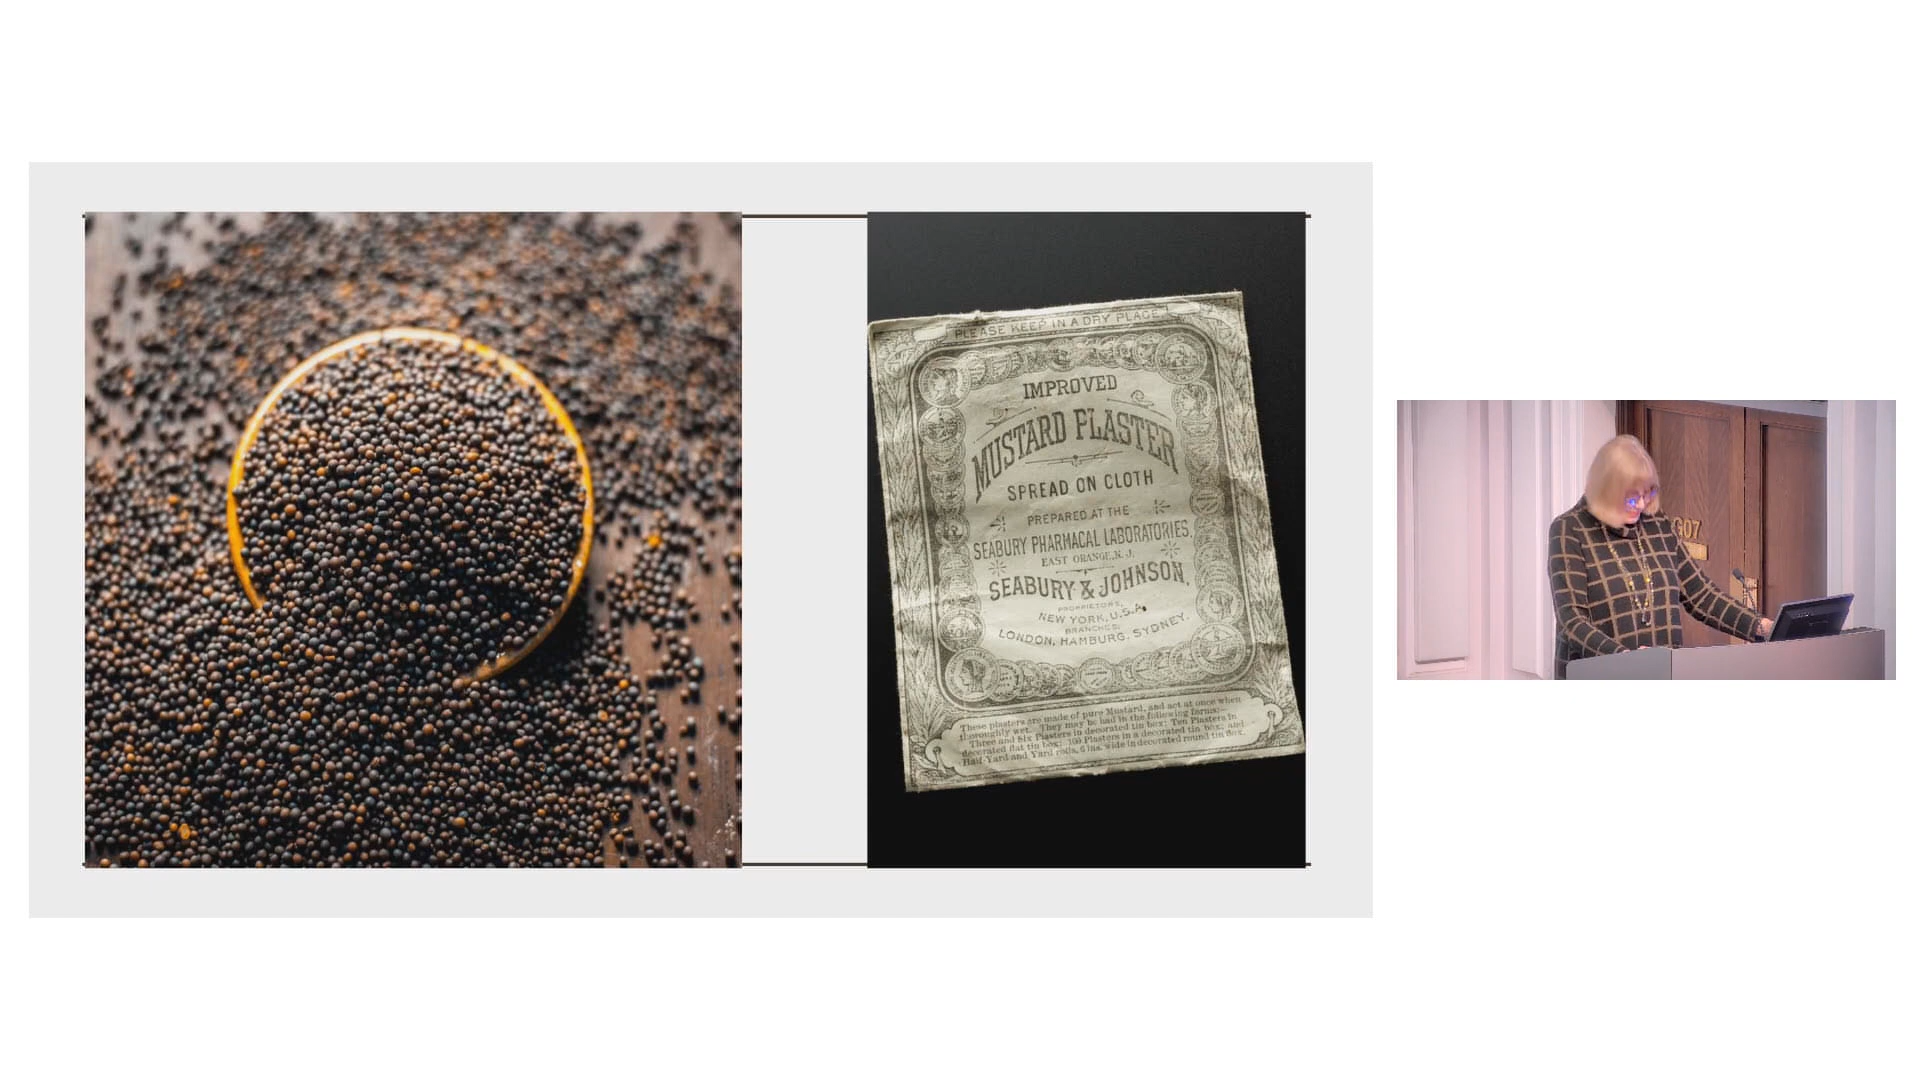 PLEASE KEEP IN A DRY PLACE
IMPROVED
MUSTARD PLASTER
SPREAD ON CLOTH
PREPARED AT THE
SEABURY PHARMACAL LABORATORIES,
EAST ORANGE, N. J.
SEABURY & JOHNSON,
PROPRIETORS,
NEW YORK, U.S.A.
BRANCHES:
LONDON, HAMBURG, SYDNEY.
These plasters are made of pure Mustard, and act at once when
thoroughly wet. They may be had in the following forms:—
Three and Six Plasters in decorated tin box; Ten Plasters in
decorated flat tin box; 100 Plasters in a decorated tin box; and
Half-Yard and Yard rolls, 6 ins. wide in decorated round tin box.
G07